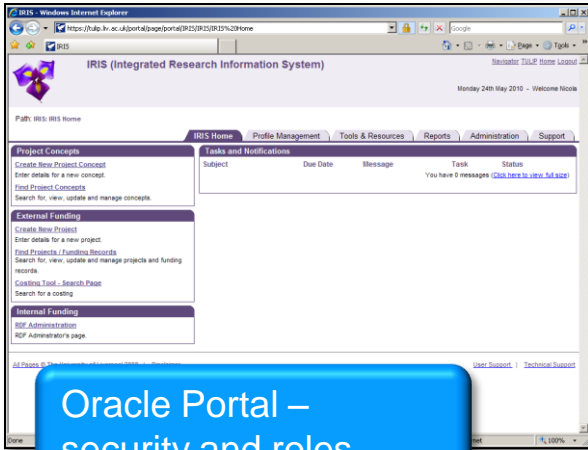 IRIS - Windows Internet Explorer
https://tulip.liv.ac.uk/portal/page/portal/IRIS/IRIS/IRIS%20Home
Google
IRIS
Page
Tools
IRIS (Integrated Research Information System)
Navigator TULIP Home Logout
Monday 24th May 2010 - Welcome Nicola
Path: IRIS: IRIS Home
IRIS Home Profile Management Tools & Resources Reports Administration Support
Project Concepts
Create New Project Concept
Enter details for a new concept.
Find Project Concepts
Search for, view, update and manage concepts.
External Funding
Create New Project
Enter details for a new project.
Find Projects / Funding Records
Search for, view, update and manage projects and funding
records.
Costing Tool - Search Page
Search for a costing
Internal Funding
RDF Administration
RDF Adminstrator's page.
Tasks and Notifications
Subject Due Date Message Task Status
You have 0 messages (Click here to view full size)
User Support | Technical Support
Oracle Portal –
security and roles
Done
100%